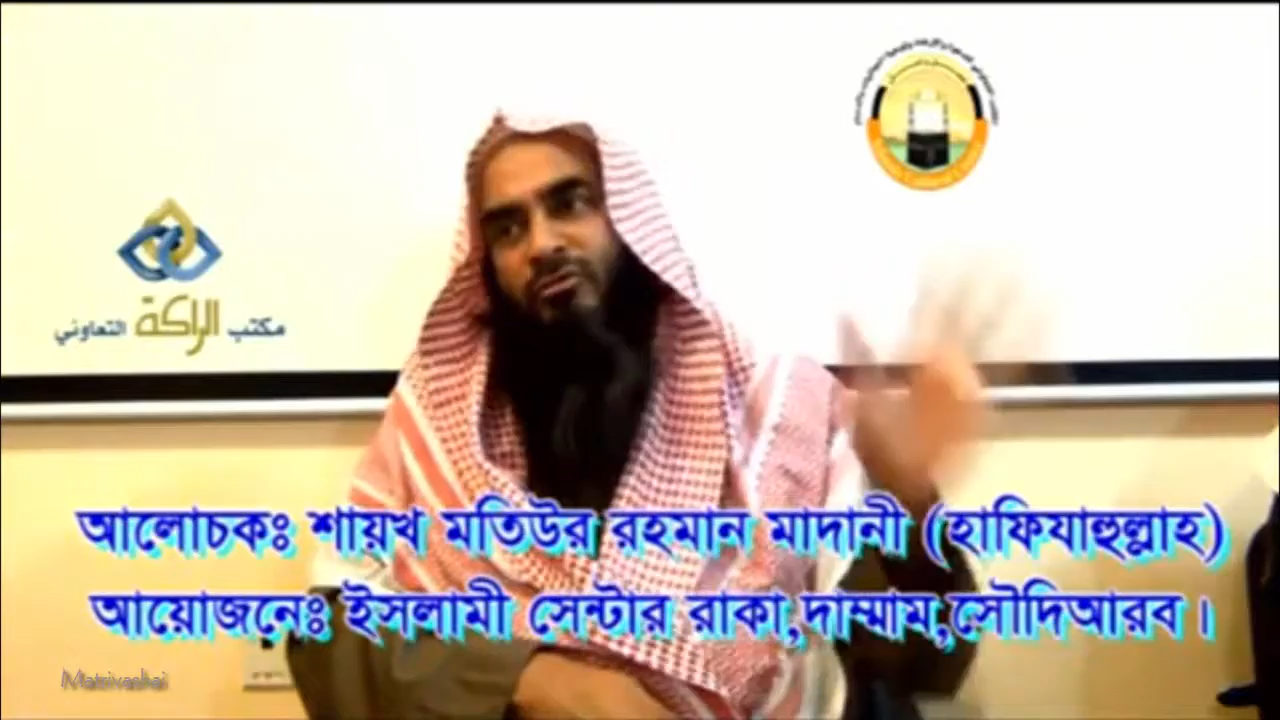 مكتب الراكة التعاوني
আলোচকঃ শায়খ মতিউর রহমান মাদানী (হাফিযাহুল্লাহ)
আয়োজনেঃ ইসলামী সেন্টার রাকা,দাম্মাম,সৌদিআরব।
Matrivashai